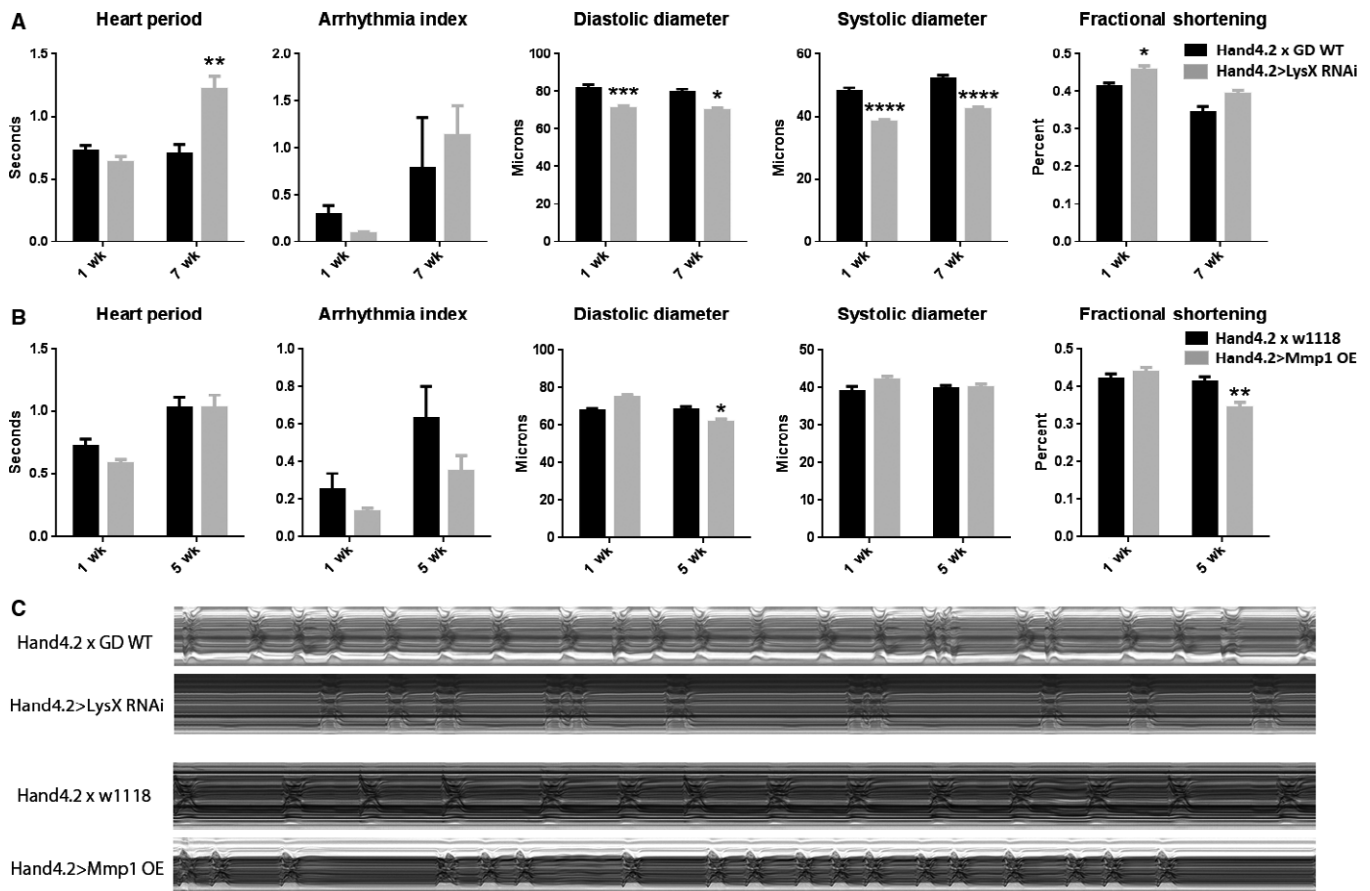 A
Heart period
Seconds
1.5
1.0
0.5
0.0
1 wk
7 wk
**
Arrhythmia index
2.0
1.5
1.0
0.5
0.0
1 wk
7 wk
Diastolic diameter
Microns
100
80
60
40
20
0
1 wk
7 wk
***
*
Systolic diameter
Microns
60
40
20
0
1 wk
7 wk
****
****
Fractional shortening
Percent
0.5
0.4
0.3
0.2
0.1
0.0
1 wk
7 wk
*
Hand4.2 x GD WT
Hand4.2>LysX RNAi
B
Heart period
Seconds
1.5
1.0
0.5
0.0
1 wk
5 wk
Arrhythmia index
1.0
0.8
0.6
0.4
0.2
0.0
1 wk
5 wk
Diastolic diameter
Microns
100
80
60
40
20
0
1 wk
5 wk
*
Systolic diameter
Microns
50
40
30
20
10
0
1 wk
5 wk
Fractional shortening
Percent
0.5
0.4
0.3
0.2
0.1
0.0
1 wk
5 wk
**
Hand4.2 x w1118
Hand4.2>Mmp1 OE
C
Hand4.2 x GD WT
Hand4.2>LysX RNAi
Hand4.2 x w1118
Hand4.2>Mmp1 OE